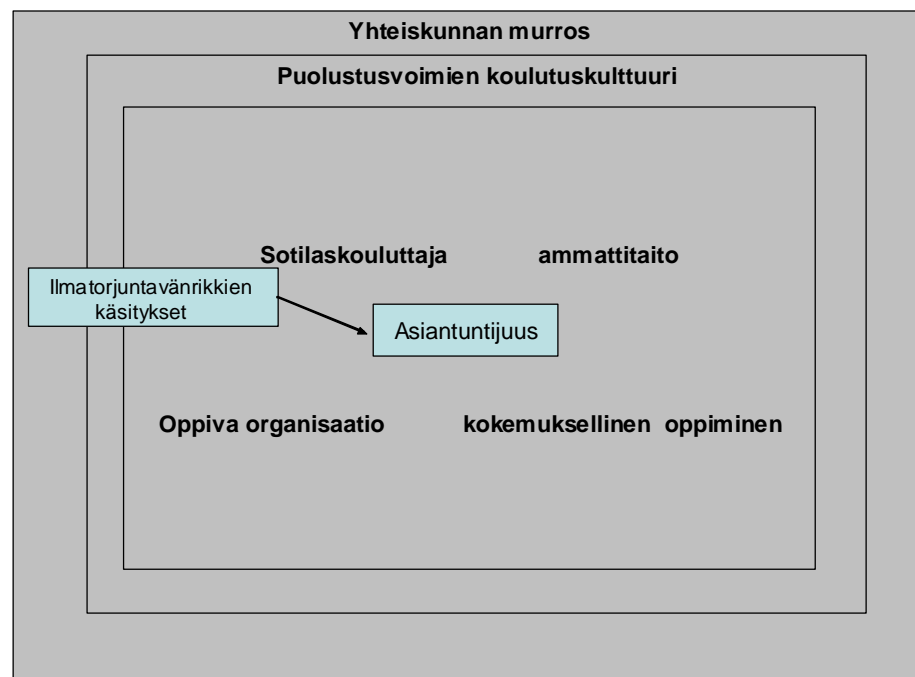 Yhteiskunnan murros
Puolustusvoimien koulutuskulttuuri
Sotilaskouluttaja ammattitaito
Ilmatorjuntavänrikkien
käsitykset
Asiantuntijuus
Oppiva organisaatio kokemuksellinen oppiminen